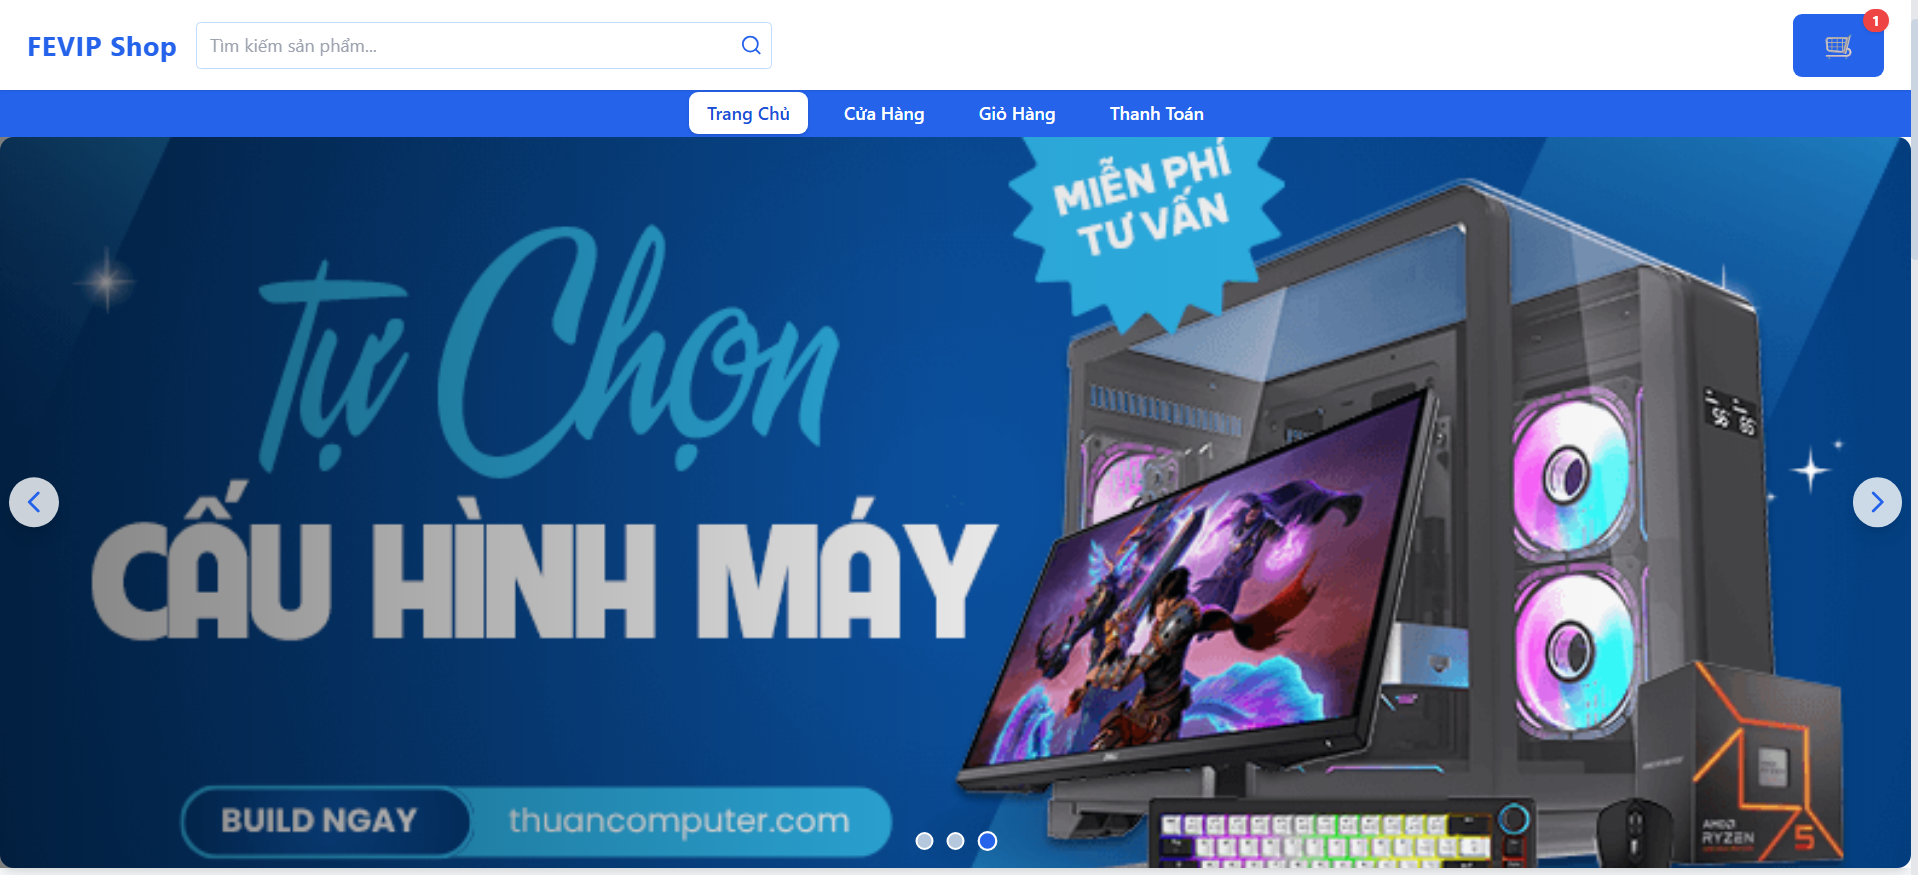 FEVIP Shop
Tìm kiếm sản phẩm...
1
Trang Chủ
Cửa Hàng
Giỏ Hàng
Thanh Toán
MIỄN PHÍ
TƯ VẤN
Tự Chọn
CẤU HÌNH MÁY
BUILD NGAY
thuancomputer.com
AMD
RYZEN
5